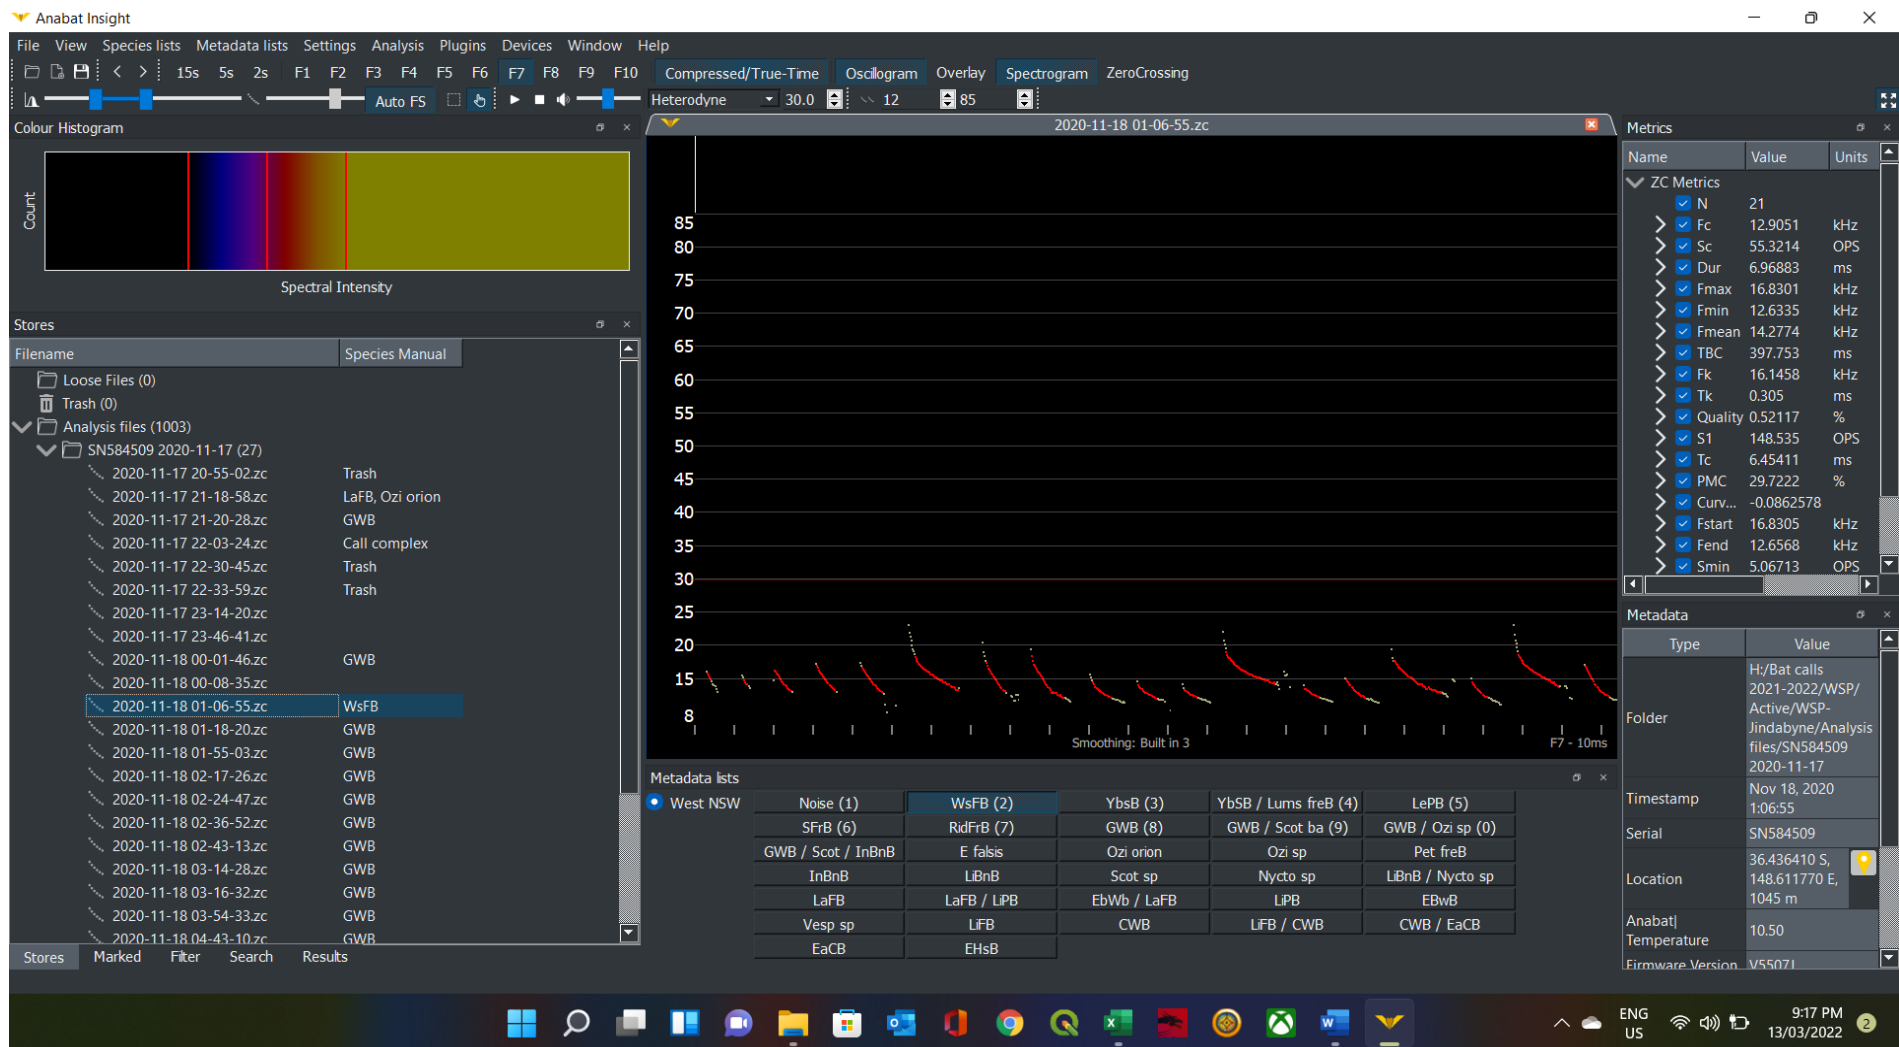 Anabat Insight
File View Species lists Metadata lists Settings Analysis Plugins Devices Window Help
15s 5s 2s F1 F2 F3 F4 F5 F6 F7 F8 F9 F10 Compressed/True-Time Oscillogram Overlay Spectrogram ZeroCrossing
Auto FS Heterodyne 30.0 12 85
Colour Histogram
Count
Spectral Intensity
Stores
Filename Species Manual
Loose Files (0)
Trash (0)
Analysis files (1003)
SN584509 2020-11-17 (27)
2020-11-17 20-55-02.zc Trash
2020-11-17 21-18-58.zc LaFB, Ozi orion
2020-11-17 21-20-28.zc GWB
2020-11-17 22-03-24.zc Call complex
2020-11-17 22-30-45.zc Trash
2020-11-17 22-33-59.zc Trash
2020-11-17 23-14-20.zc
2020-11-17 23-46-41.zc
2020-11-18 00-01-46.zc GWB
2020-11-18 00-08-35.zc
2020-11-18 01-06-55.zc WsFB
2020-11-18 01-18-20.zc GWB
2020-11-18 01-55-03.zc GWB
2020-11-18 02-17-26.zc GWB
2020-11-18 02-24-47.zc GWB
2020-11-18 02-36-52.zc GWB
2020-11-18 02-43-13.zc GWB
2020-11-18 03-14-28.zc GWB
2020-11-18 03-16-32.zc GWB
2020-11-18 03-54-33.zc GWB
2020-11-18 04-43-10.zc GWB
Stores Marked Filter Search Results
2020-11-18 01-06-55.zc
85
80
75
70
65
60
55
50
45
40
35
30
25
20
15
8
Smoothing: Built in 3 F7 - 10ms
Metadata lists
West NSW Noise (1) WsFB (2) YbsB (3) YbSB / Lums freB (4) LePB (5)
SFrB (6) RidFrB (7) GWB (8) GWB / Scot ba (9) GWB / Ozi sp (0)
GWB / Scot / InBnB E falsis Ozi orion Ozi sp Pet freB
InBnB LiBnB Scot sp Nycto sp LiBnB / Nycto sp
LaFB LaFB / LiPB EbWb / LaFB LiPB EBwB
Vesp sp LiFB CWB LiFB / CWB CWB / EaCB
EaCB EHsB
Metrics
Name Value Units
ZC Metrics
N 21
Fc 12.9051 kHz
Sc 55.3214 OPS
Dur 6.96883 ms
Fmax 16.8301 kHz
Fmin 12.6335 kHz
Fmean 14.2774 kHz
TBC 397.753 ms
Fk 16.1458 kHz
Tk 0.305 ms
Quality 0.52117 %
S1 148.535 OPS
Tc 6.45411 ms
PMC 29.7222 %
Curv... -0.0862578
Fstart 16.8305 kHz
Fend 12.6568 kHz
Smin 5.06713 OPS
Metadata
Type Value
Folder H:/Bat calls
2021-2022/WSP/
Active/WSP-
Jindabyne/Analysis
files/SN584509
2020-11-17
Timestamp Nov 18, 2020
1:06:55
Serial SN584509
Location 36.436410 S,
148.611770 E,
1045 m
Anabat|
Temperature 10.50
Firmware Version V5507J
ENG
US
9:17 PM
13/03/2022
2